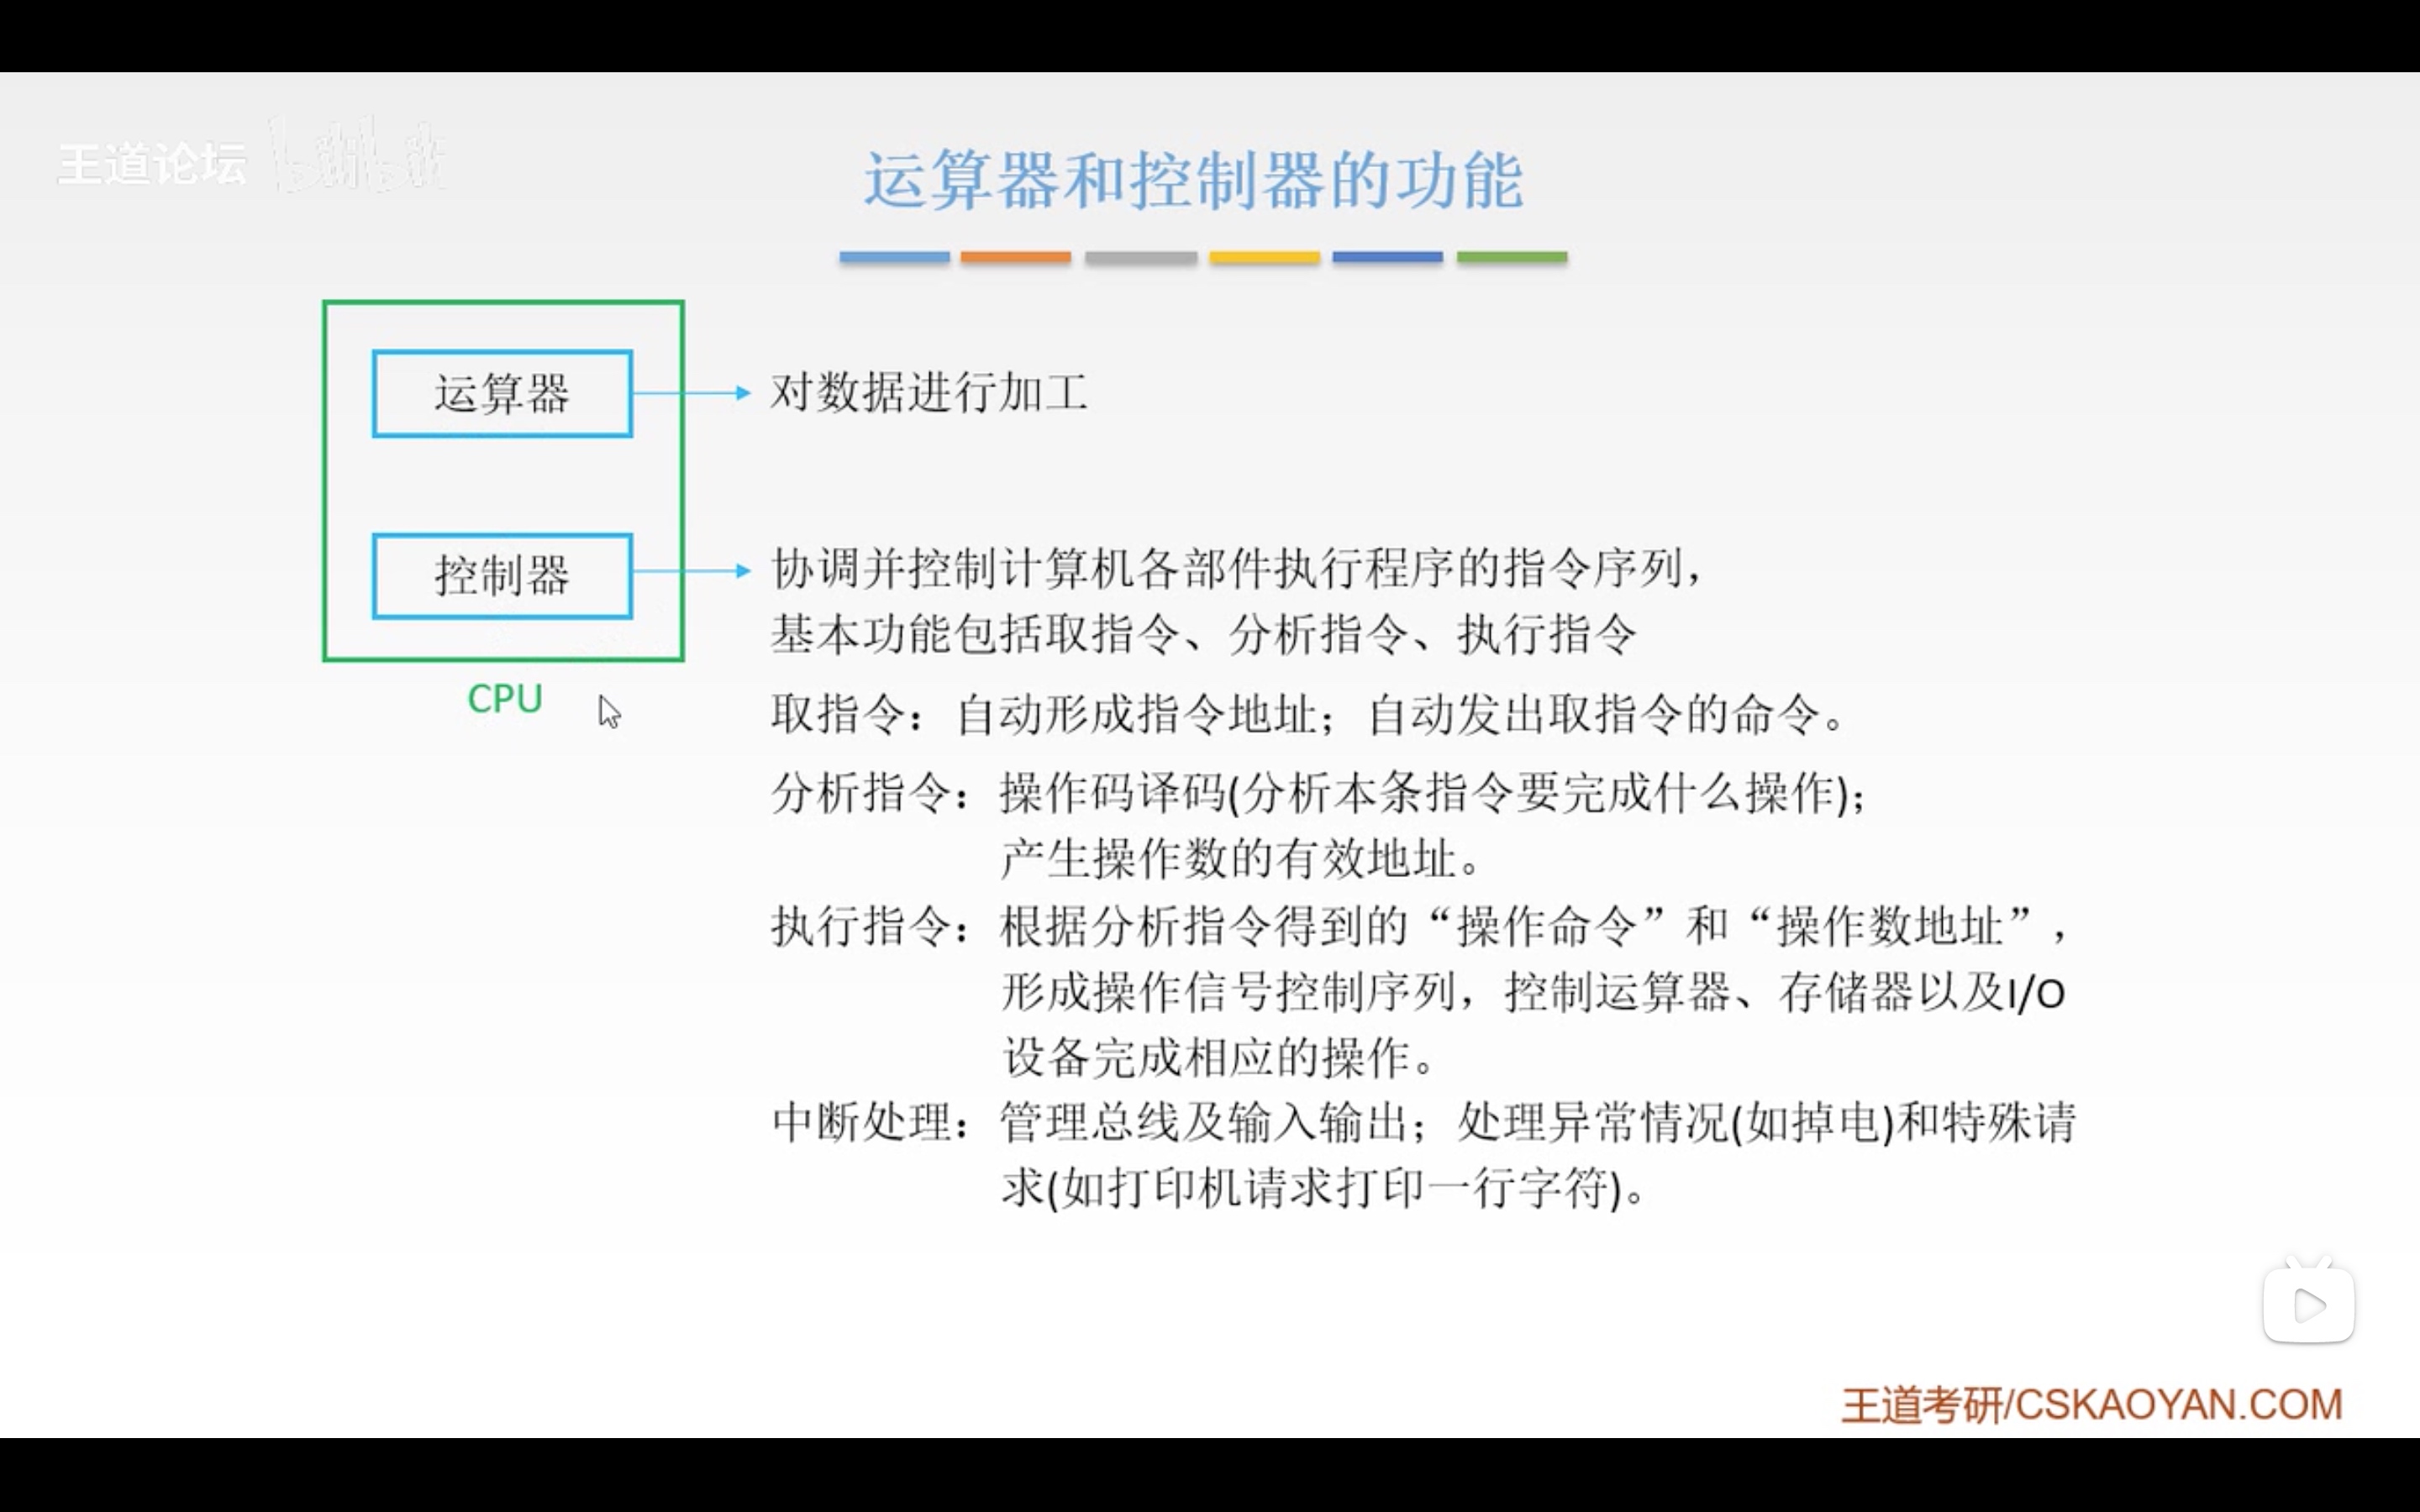 王道论坛 bilibili
运算器和控制器的功能
运算器
对数据进行加工
控制器
协调并控制计算机各部件执行程序的指令序列，
基本功能包括取指令、分析指令、执行指令
CPU
取指令：自动形成指令地址；自动发出取指令的命令。
分析指令：操作码译码(分析本条指令要完成什么操作)；
产生操作数的有效地址。
执行指令：根据分析指令得到的“操作命令”和“操作数地址”，
形成操作信号控制序列，控制运算器、存储器以及I/O
设备完成相应的操作。
中断处理：管理总线及输入输出；处理异常情况(如掉电)和特殊请
求(如打印机请求打印一行字符)。
王道考研/CSKAOYAN.COM